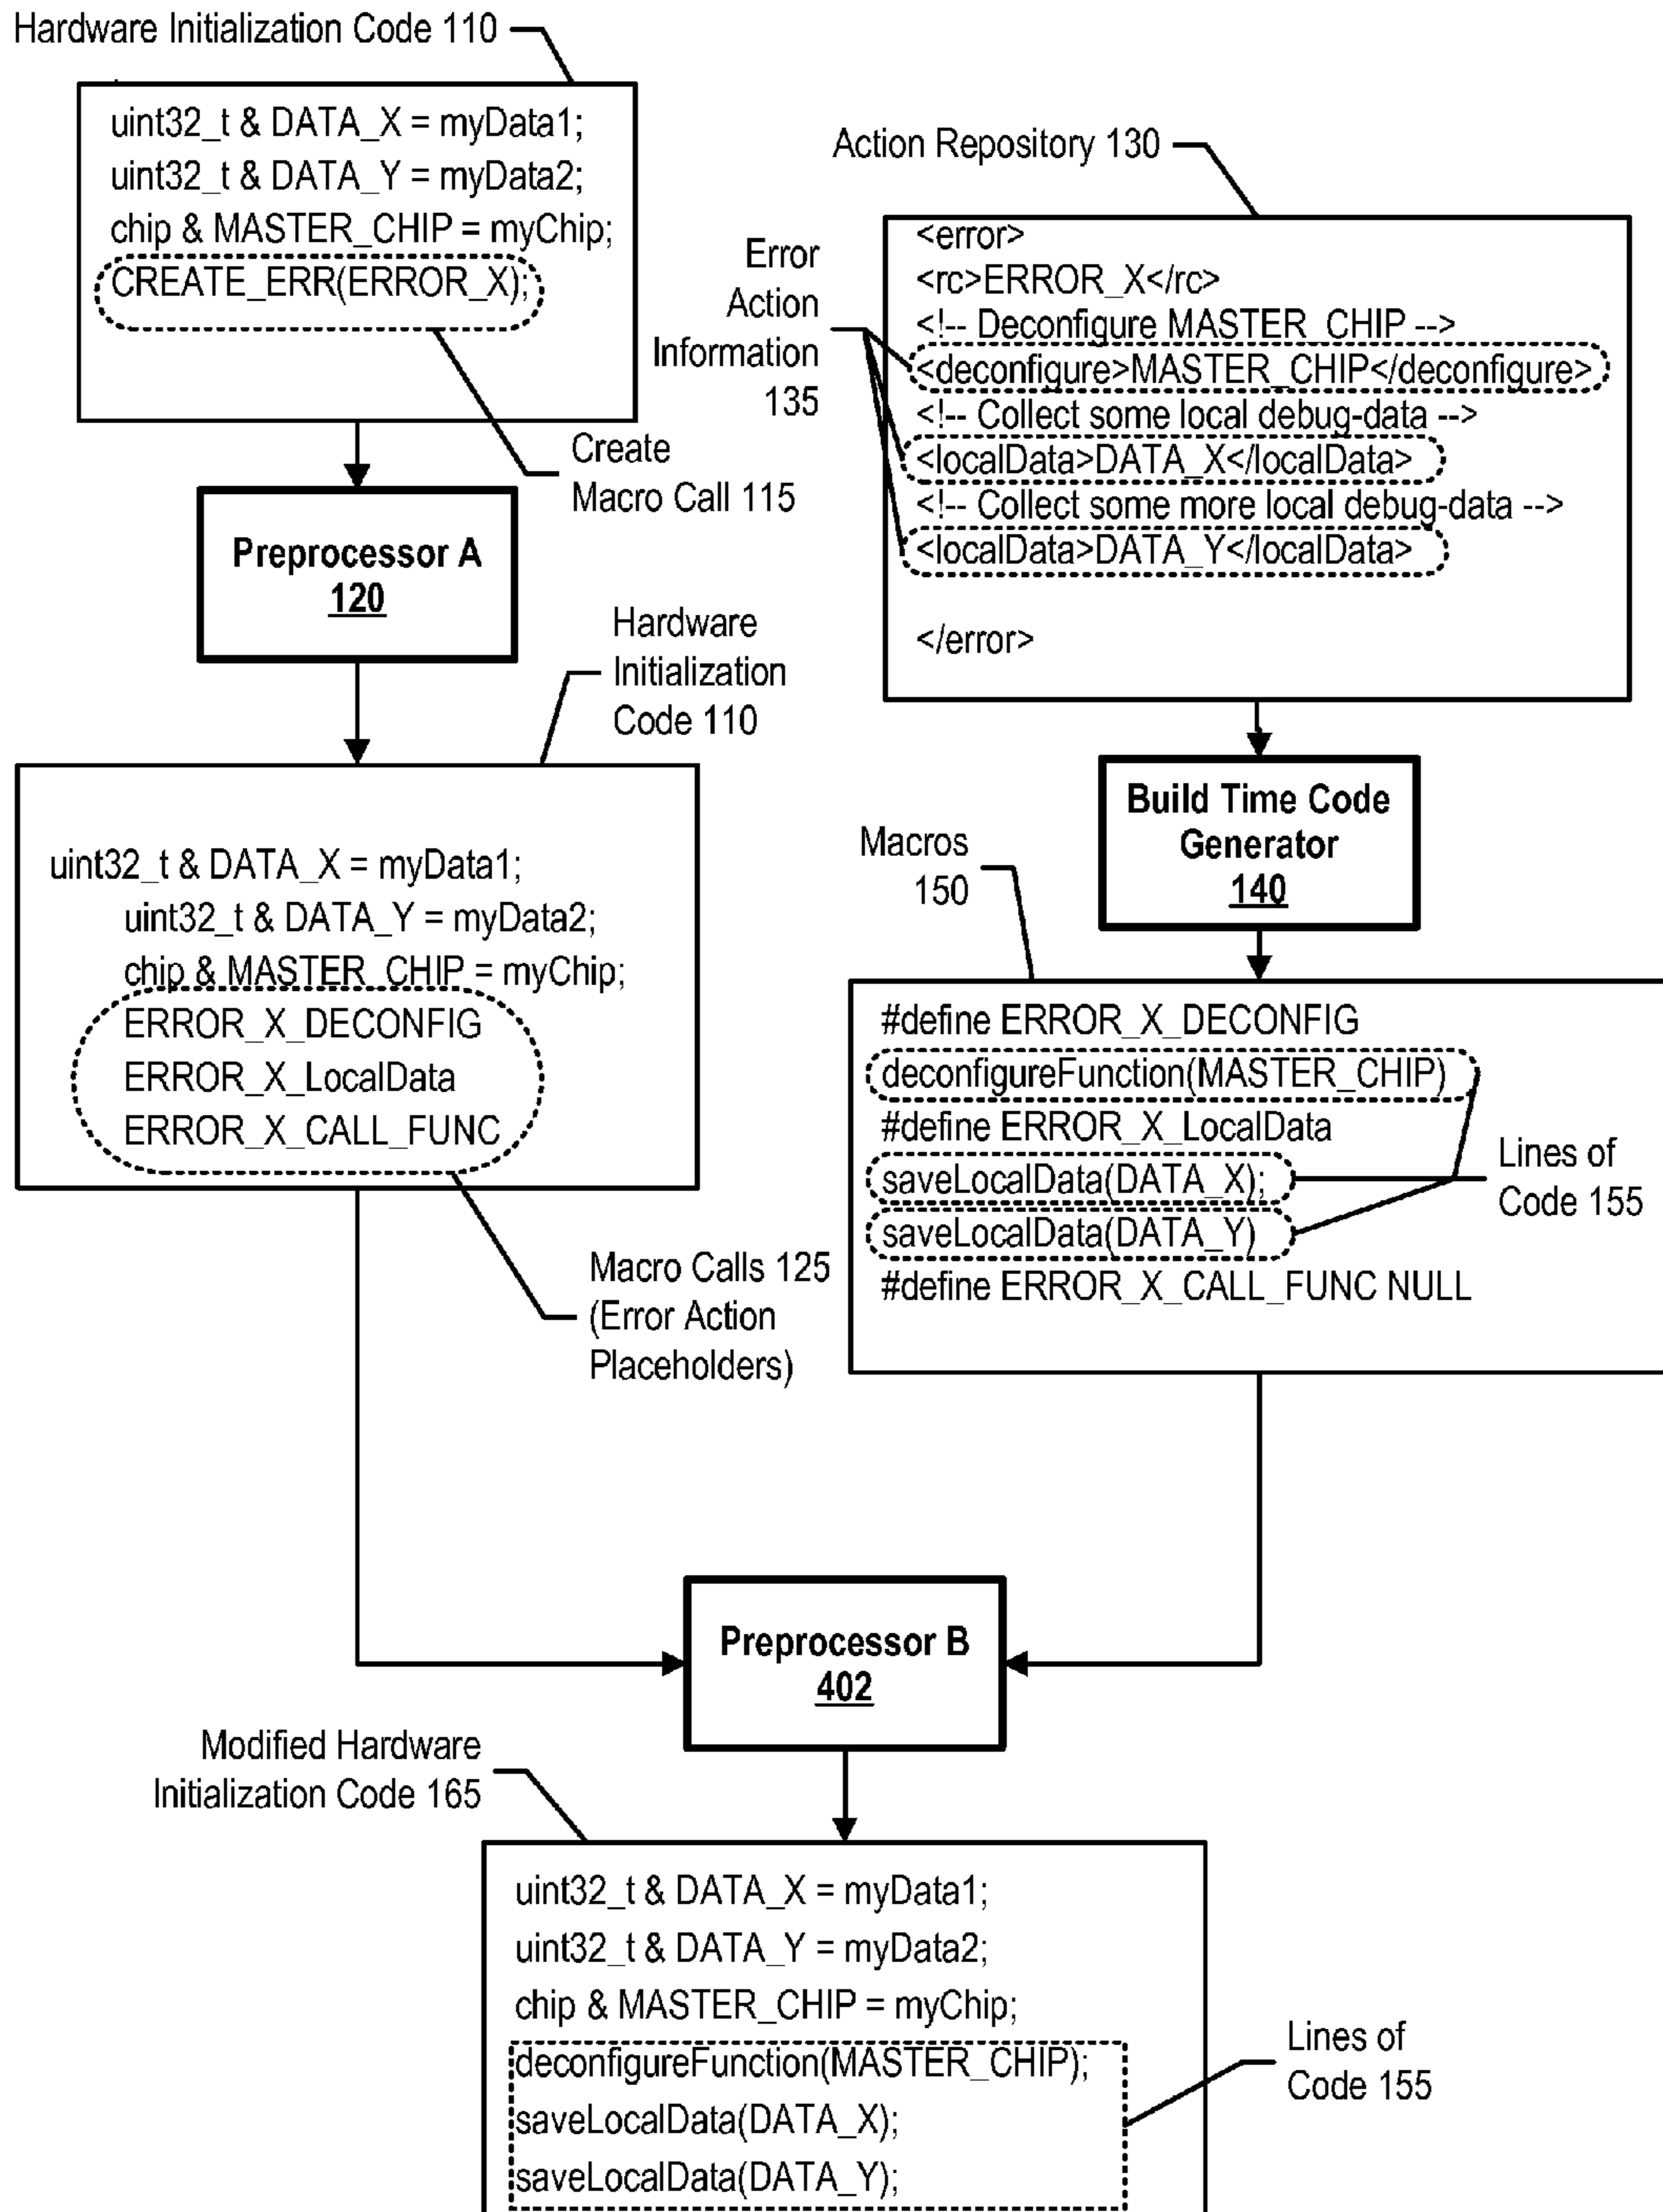 Hardware Initialization Code 110
uint32_t & DATA_X = myData1;
uint32_t & DATA_Y = myData2;
chip & MASTER_CHIP = myChip;
CREATE_ERR(ERROR_X);
Create
Macro Call 115
Preprocessor A
120
Hardware
Initialization
Code 110
uint32_t & DATA_X = myData1;
uint32_t & DATA_Y = myData2;
chip & MASTER_CHIP = myChip;
ERROR_X_DECONFIG
ERROR_X_LocalData
ERROR_X_CALL_FUNC
Macro Calls 125
(Error Action
Placeholders)
Action Repository 130
Error
Action
Information
135
<error>
<rc>ERROR_X</rc>
<!-- Deconfigure MASTER_CHIP -->
<deconfigure>MASTER_CHIP</deconfigure>
<!-- Collect some local debug-data -->
<localData>DATA_X</localData>
<!-- Collect some more local debug-data -->
<localData>DATA_Y</localData>
</error>
Build Time Code
Generator
140
Macros
150
#define ERROR_X_DECONFIG
deconfigureFunction(MASTER_CHIP)
#define ERROR_X_LocalData
saveLocalData(DATA_X);
saveLocalData(DATA_Y)
#define ERROR_X_CALL_FUNC NULL
Lines of
Code 155
Preprocessor B
402
Modified Hardware
Initialization Code 165
uint32_t & DATA_X = myData1;
uint32_t & DATA_Y = myData2;
chip & MASTER_CHIP = myChip;
deconfigureFunction(MASTER_CHIP);
saveLocalData(DATA_X);
saveLocalData(DATA_Y);
Lines of
Code 155